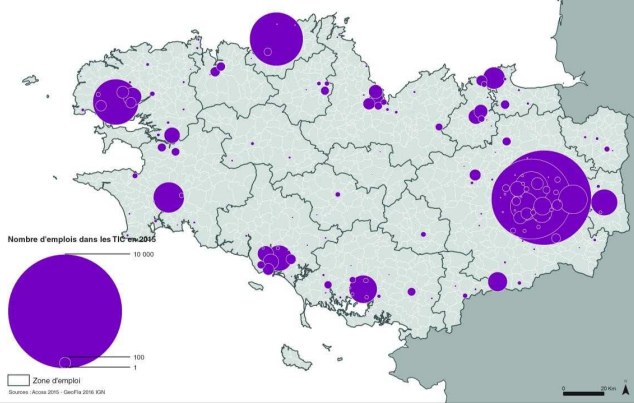 Nombre d'emplois dans les TIC en 2015
10 000
100
1
Zone d'emploi
Sources : Acoss 2015 - GeoFla 2016 IGN
0 20 Km